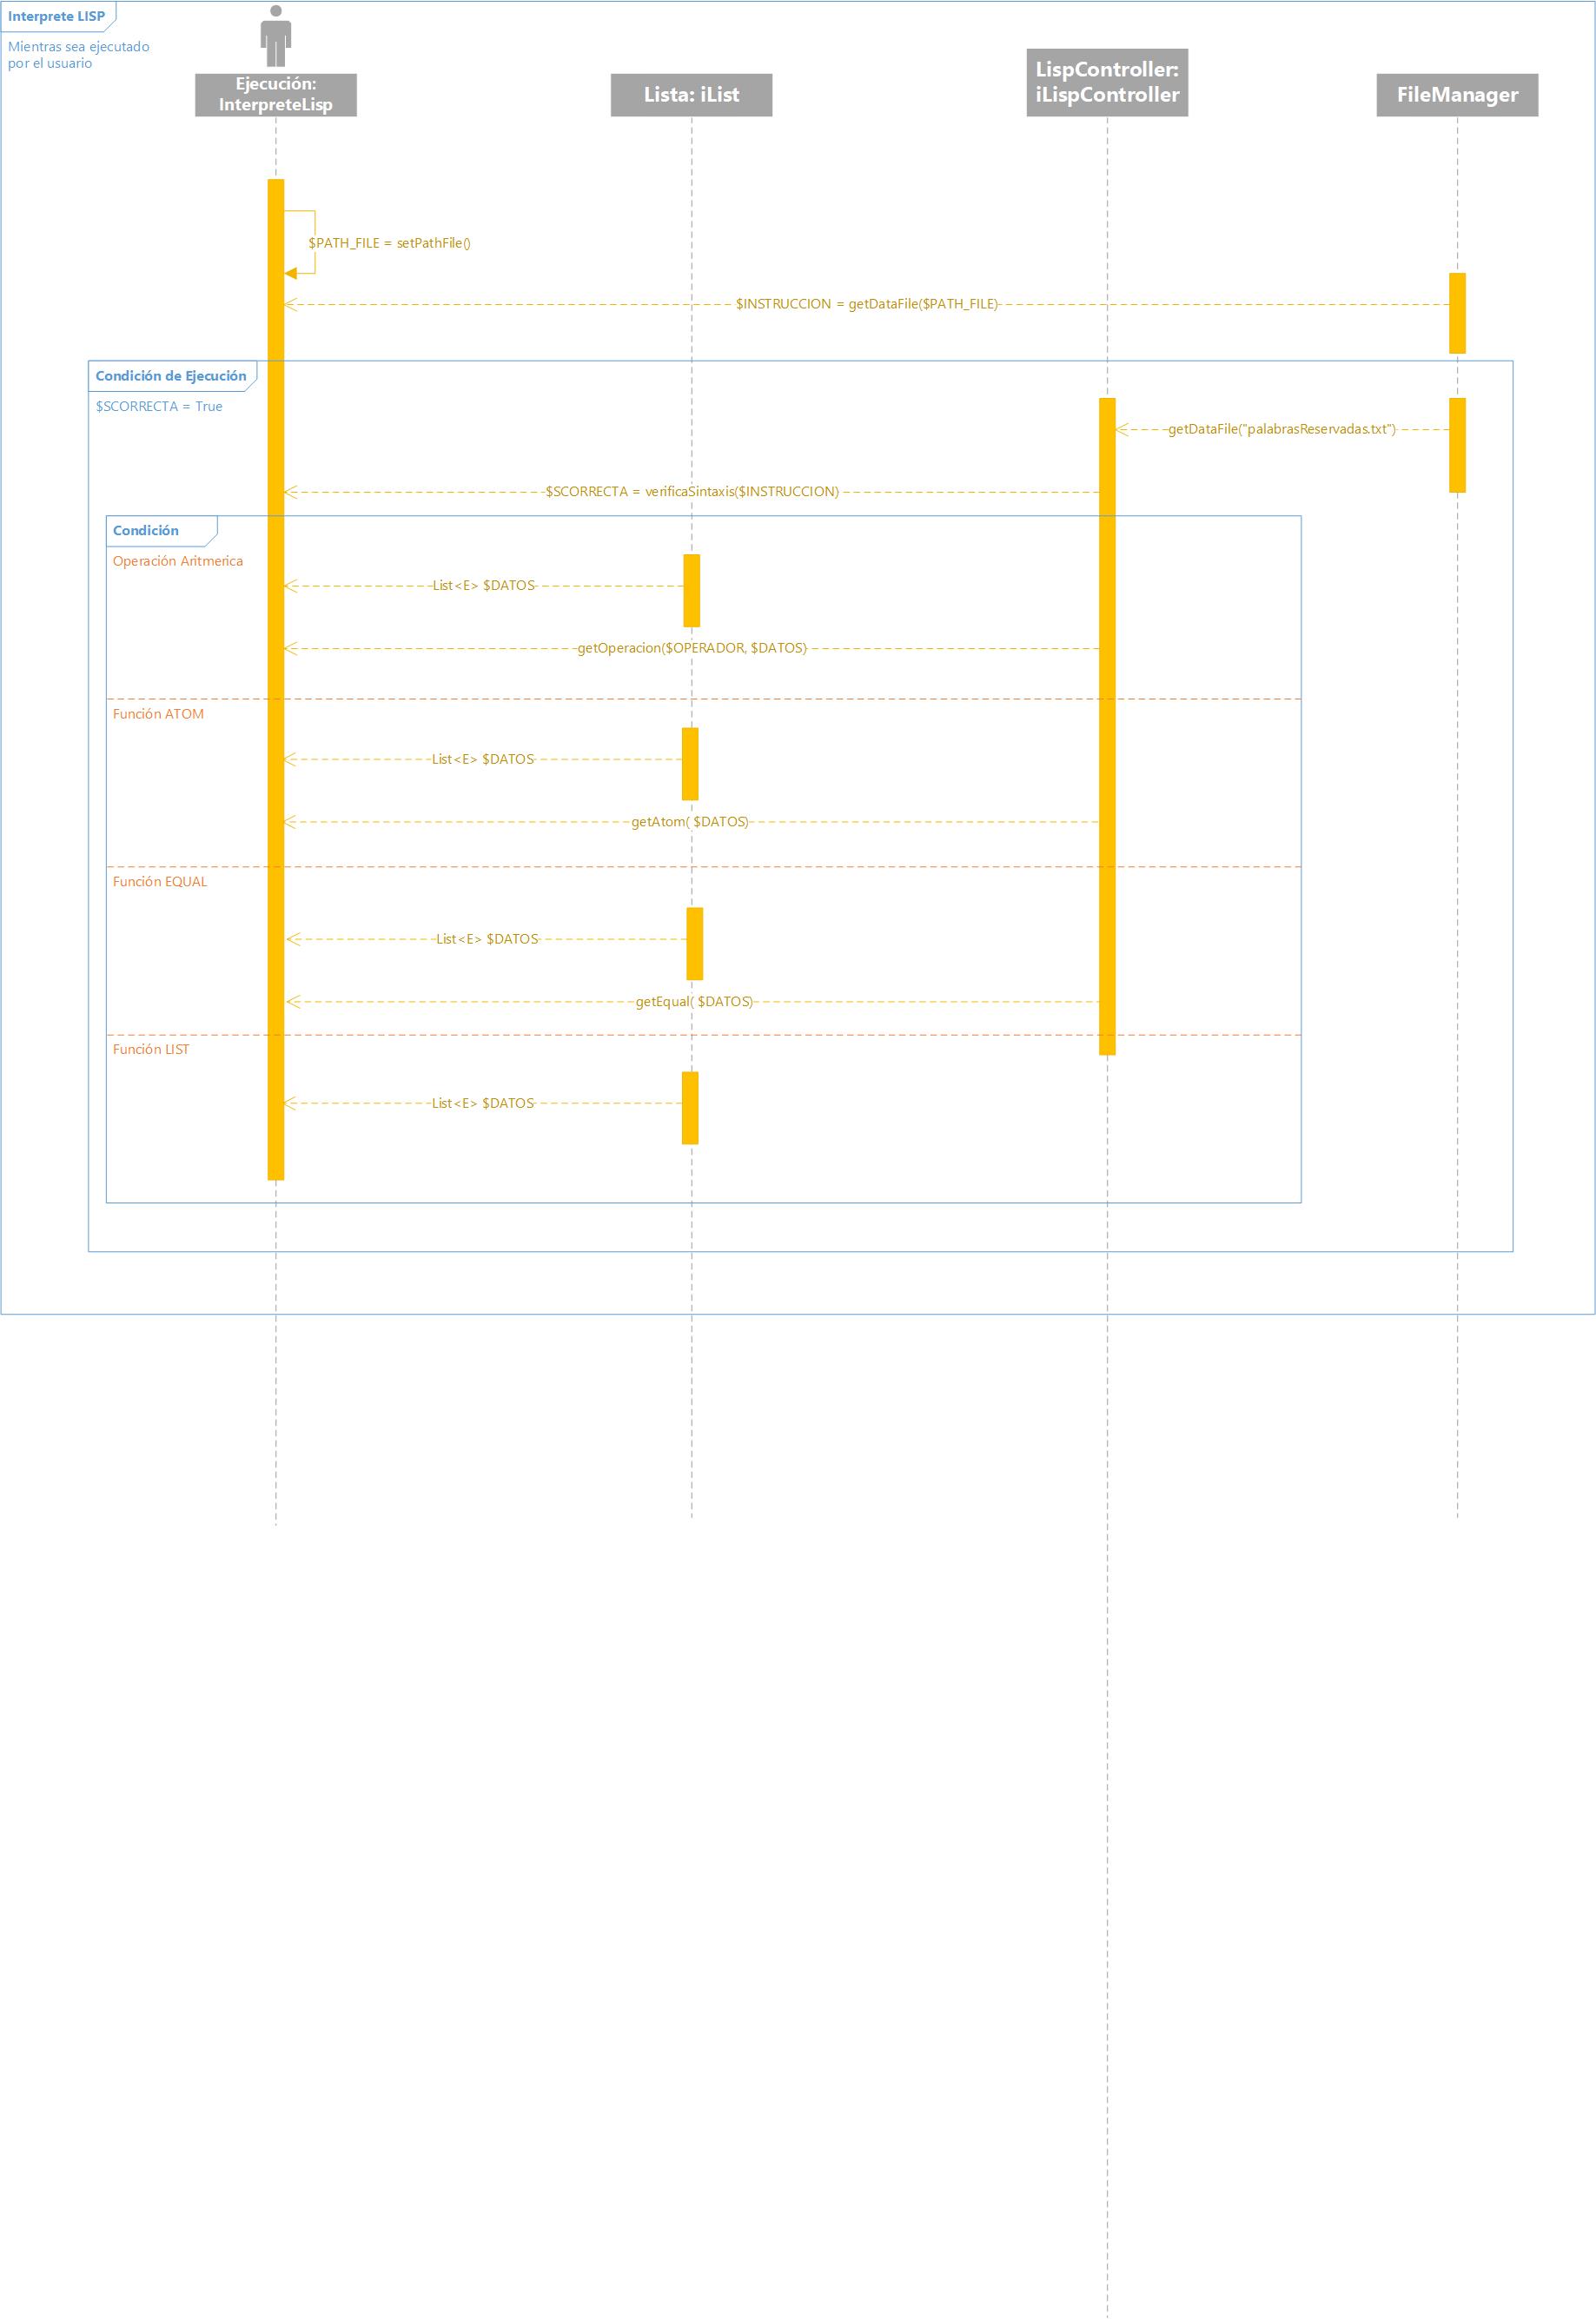 Interprete LISP
Mientras sea ejecutado
por el usuario
Ejecución:
InterpreteLisp
Lista: iList
LispController:
iLispController
FileManager
$PATH_FILE = setPathFile()
$INSTRUCCION = getDataFile($PATH_FILE)
Condición de Ejecución
$SCORRECTA = True
getDataFile("palabrasReservadas.txt")
$SCORRECTA = verificaSintaxis($INSTRUCCION)
Condición
Operación Aritmerica
List<E> $DATOS
getOperacion($OPERADOR, $DATOS)
Función ATOM
List<E> $DATOS
getAtom( $DATOS)
Función EQUAL
List<E> $DATOS
getEqual( $DATOS)
Función LIST
List<E> $DATOS